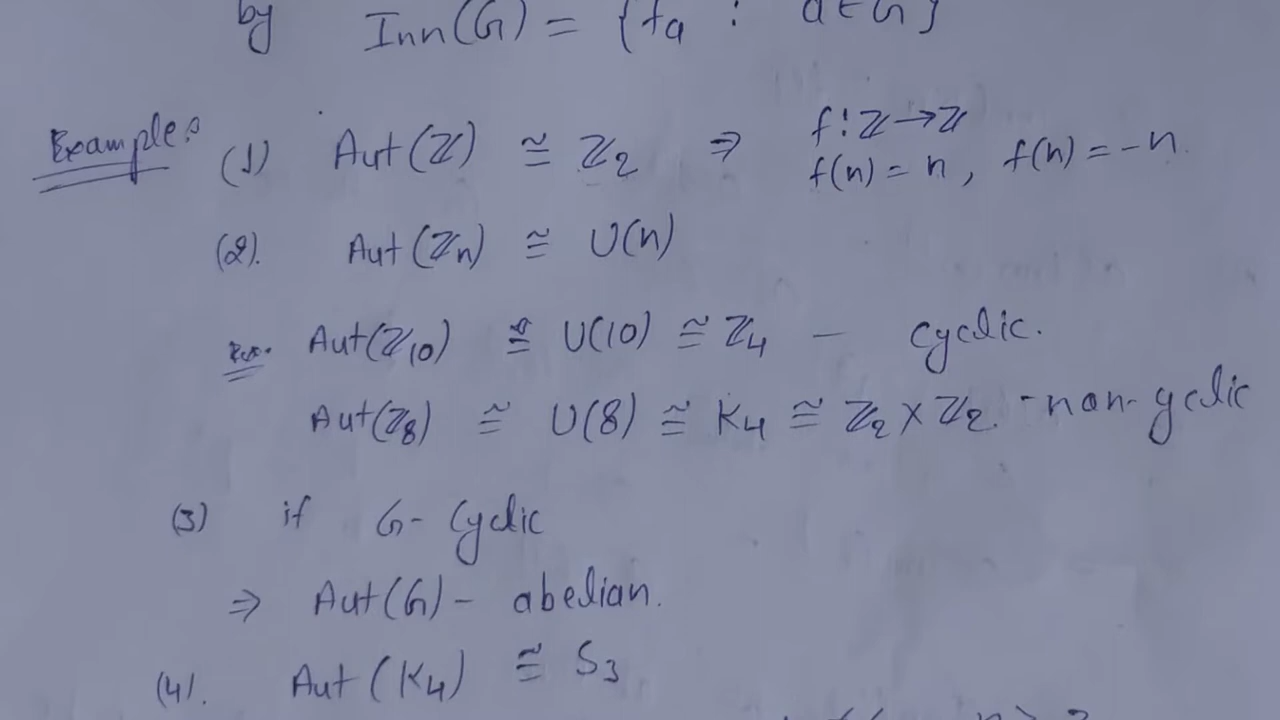 by Inn(G) = {fa : a ∈ G}
Example:
(1) Aut(ℤ) ≅ ℤ₂ ⇒ f: ℤ→ℤ
f(n) = n, f(n) = -n.
(2). Aut(ℤn) ≅ U(n)
Aut(ℤ₁₀) ≅ U(10) ≅ ℤ₄ - cyclic.
Aut(ℤ₈) ≅ U(8) ≅ K₄ ≅ ℤ₂ × ℤ₂. - non-cyclic
(3) if G - Cyclic
⇒ Aut(G) - abelian.
(4). Aut(K₄) ≅ S₃